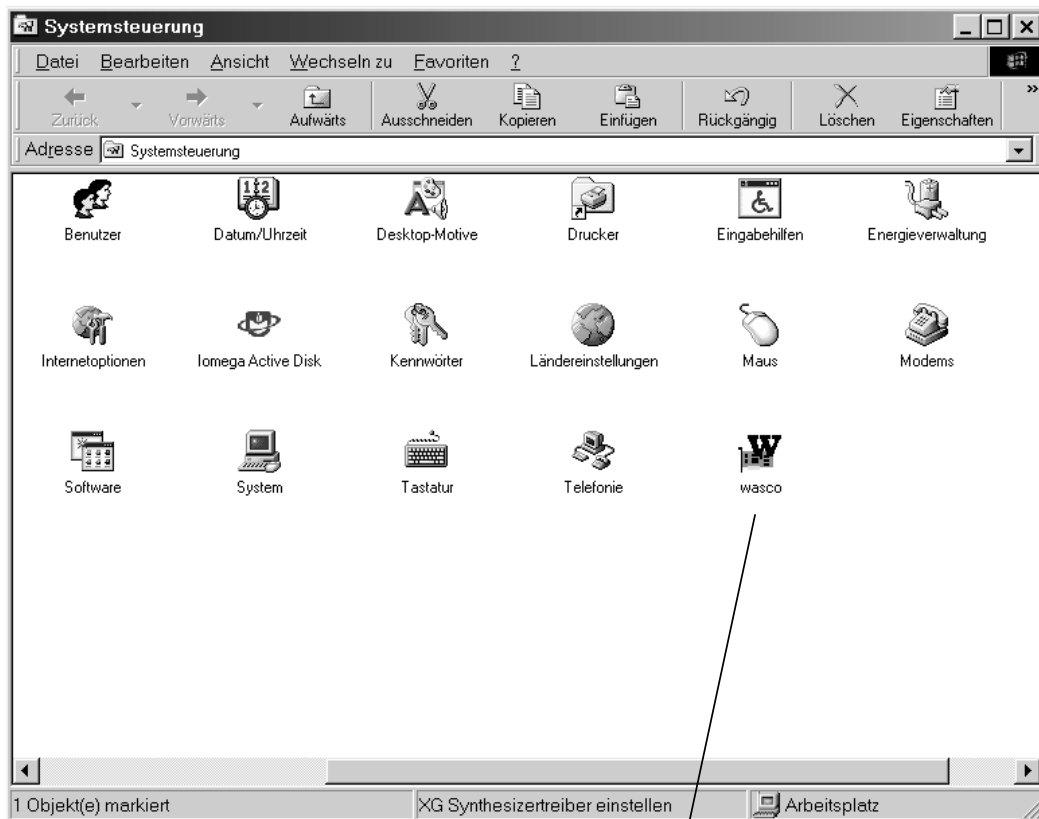 Systemsteuerung
Datei Bearbeiten Ansicht Wechseln zu Favoriten ?
Zurück Vorwärts Aufwärts Ausschneiden Kopieren Einfügen Rückgängig Löschen Eigenschaften »
Adresse Systemsteuerung
Benutzer Datum/Uhrzeit Desktop-Motive Drucker Eingabehilfen Energieverwaltung
Internetoptionen Iomega Active Disk Kennwörter Ländereinstellungen Maus Modems
Software System Tastatur Telefonie wasco
1 Objekt(e) markiert XG Synthesizertreiber einstellen Arbeitsplatz